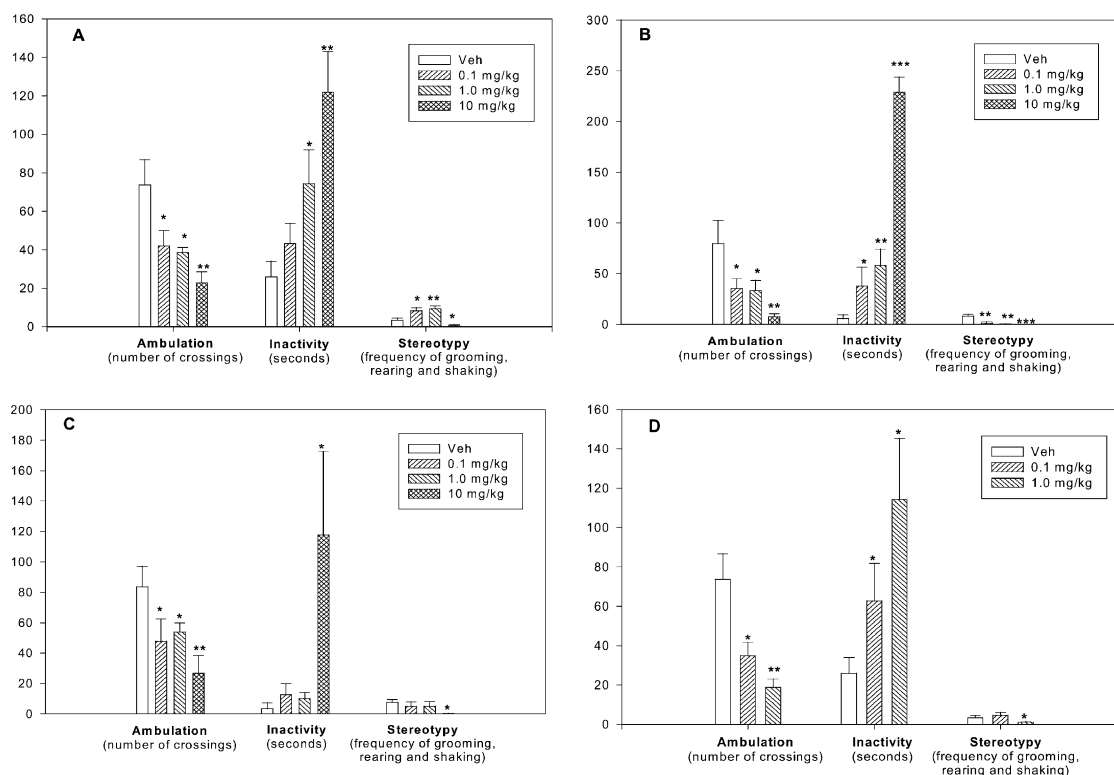 A
160
140
120
100
80
60
40
20
0
Veh
0.1 mg/kg
1.0 mg/kg
10 mg/kg
* * ** * ** * ** *
Ambulation
(number of crossings)
Inactivity
(seconds)
Stereotypy
(frequency of grooming,
rearing and shaking)
B
300
250
200
150
100
50
0
Veh
0.1 mg/kg
1.0 mg/kg
10 mg/kg
* * ** * ** *** ** ** ***
Ambulation
(number of crossings)
Inactivity
(seconds)
Stereotypy
(frequency of grooming,
rearing and shaking)
C
200
180
160
140
120
100
80
60
40
20
0
Veh
0.1 mg/kg
1.0 mg/kg
10 mg/kg
* * ** * *
Ambulation
(number of crossings)
Inactivity
(seconds)
Stereotypy
(frequency of grooming,
rearing and shaking)
D
160
140
120
100
80
60
40
20
0
Veh
0.1 mg/kg
1.0 mg/kg
* ** * * *
Ambulation
(number of crossings)
Inactivity
(seconds)
Stereotypy
(frequency of grooming,
rearing and shaking)